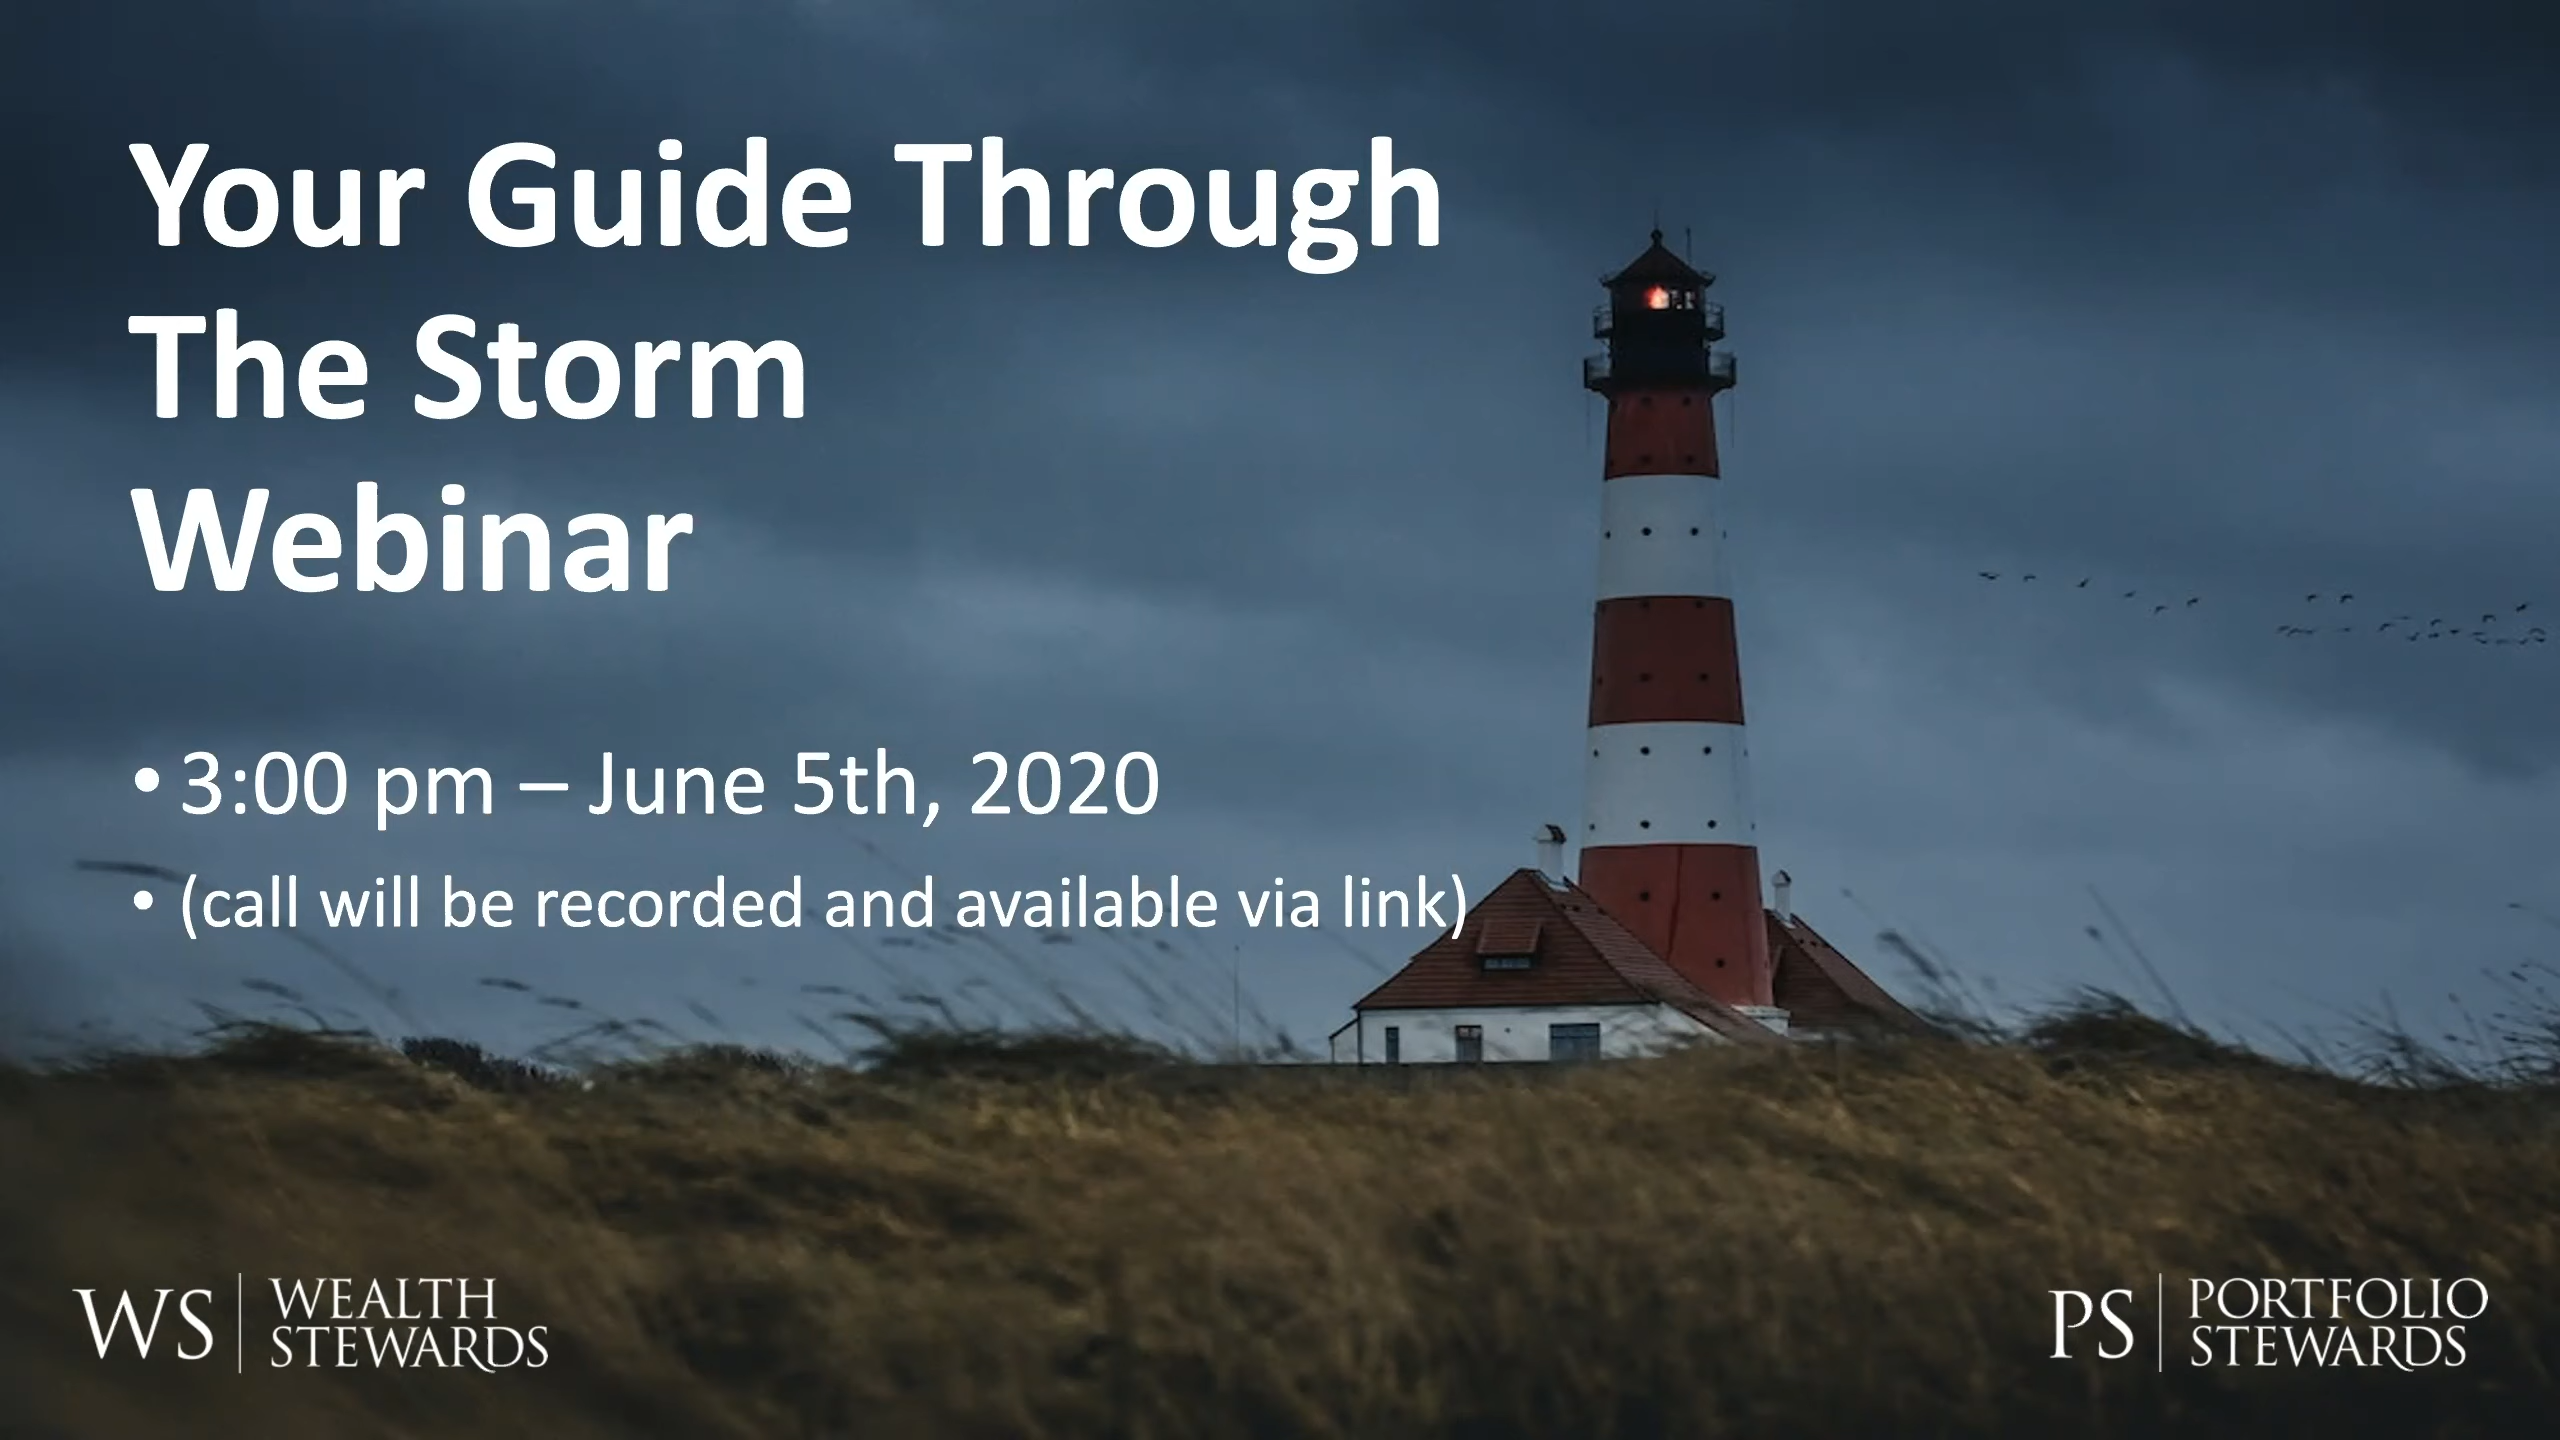 Your Guide Through
The Storm
Webinar
• 3:00 pm – June 5th, 2020
• (call will be recorded and available via link)
WS | WEALTH
STEWARDS
PS | PORTFOLIO
STEWARDS